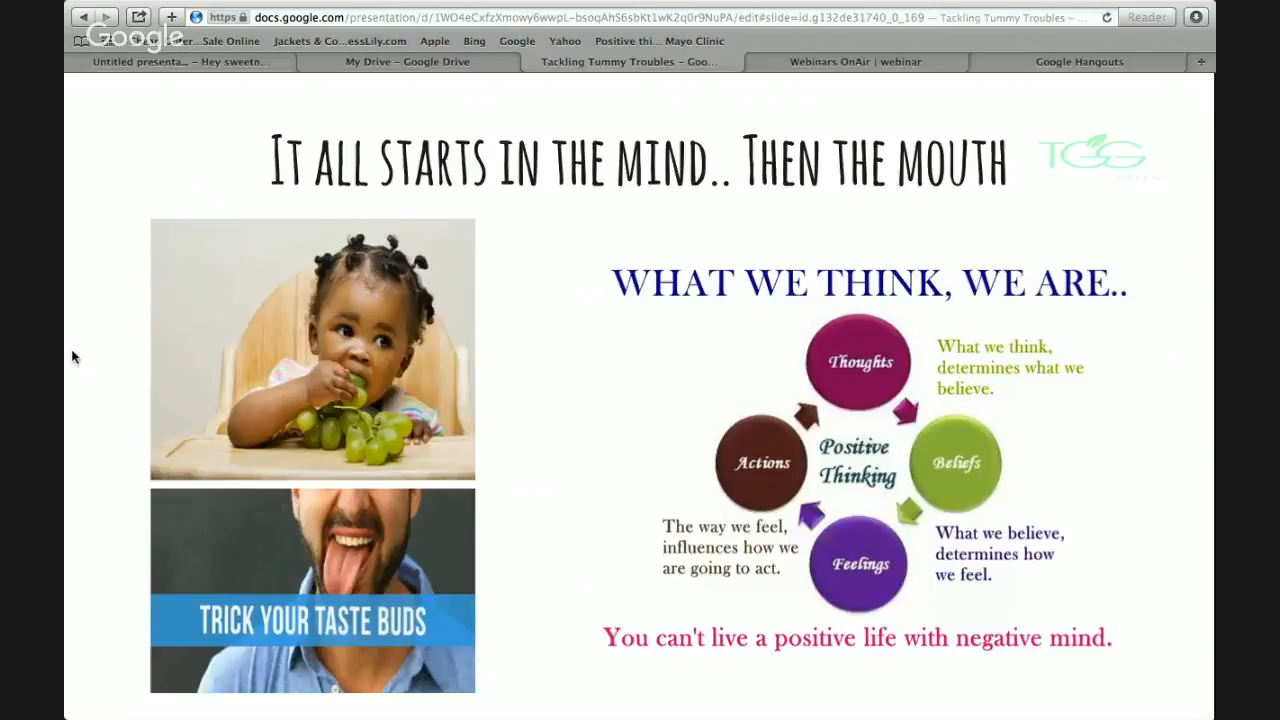 https docs.google.com/presentation/d/1WO4eCxfzXmowy6wwpL-bsoqAhS6sbKt1wK2q0r9NuPA/edit#slide=id.g132de31740_0_169 — Tackling Tummy Troubles – ...
Reader
Google
Sale Online
Jackets & Co...essLily.com
Apple
Bing
Google
Yahoo
Positive thi... Mayo Clinic
Untitled presenta... – Hey sweetn...
My Drive – Google Drive
Tackling Tummy Troubles – Goo...
Webinars OnAir | webinar
Google Hangouts
IT ALL STARTS IN THE MIND.. THEN THE MOUTH
TGG
WHAT WE THINK, WE ARE..
Thoughts
What we think,
determines what we
believe.
Actions
Positive
Thinking
Beliefs
The way we feel,
influences how we
are going to act.
Feelings
What we believe,
determines how
we feel.
TRICK YOUR TASTE BUDS
You can't live a positive life with negative mind.